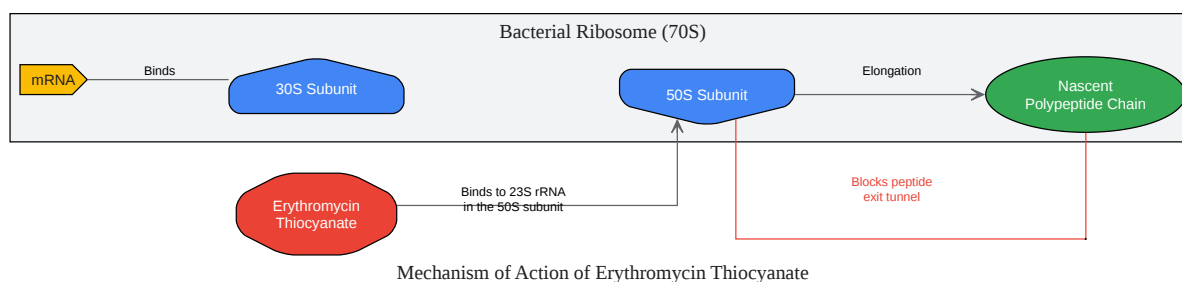 Bacterial Ribosome (70S)
mRNA
Binds
30S Subunit
50S Subunit
Elongation
Nascent
Polypeptide Chain
Erythromycin
Thiocyanate
Binds to 23S rRNA
in the 50S subunit
Blocks peptide
exit tunnel
Mechanism of Action of Erythromycin Thiocyanate